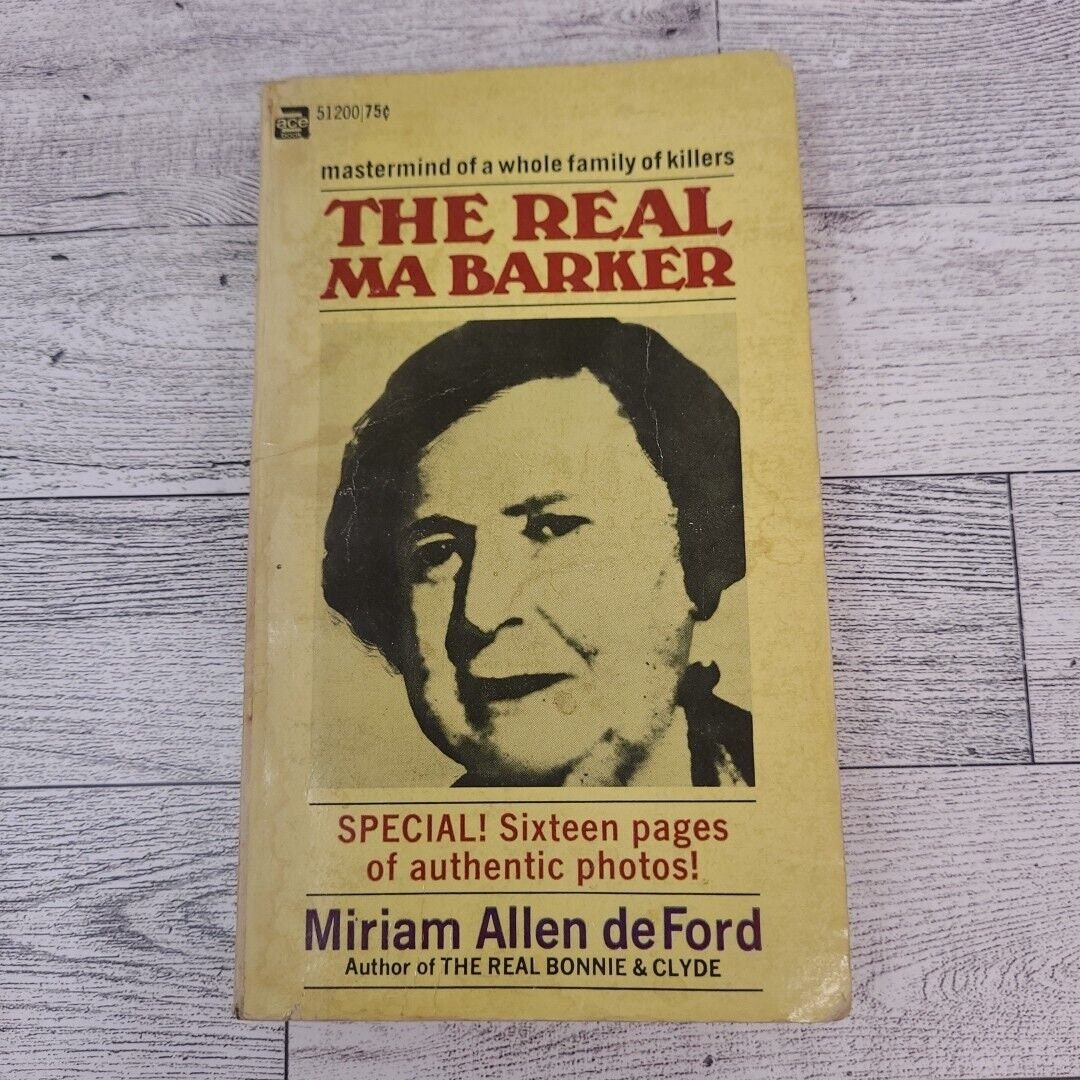 ace
BOOK
51200|75¢
mastermind of a whole family of killers
THE REAL
MA BARKER
SPECIAL! Sixteen pages
of authentic photos!
Miriam Allen deFord
Author of THE REAL BONNIE & CLYDE